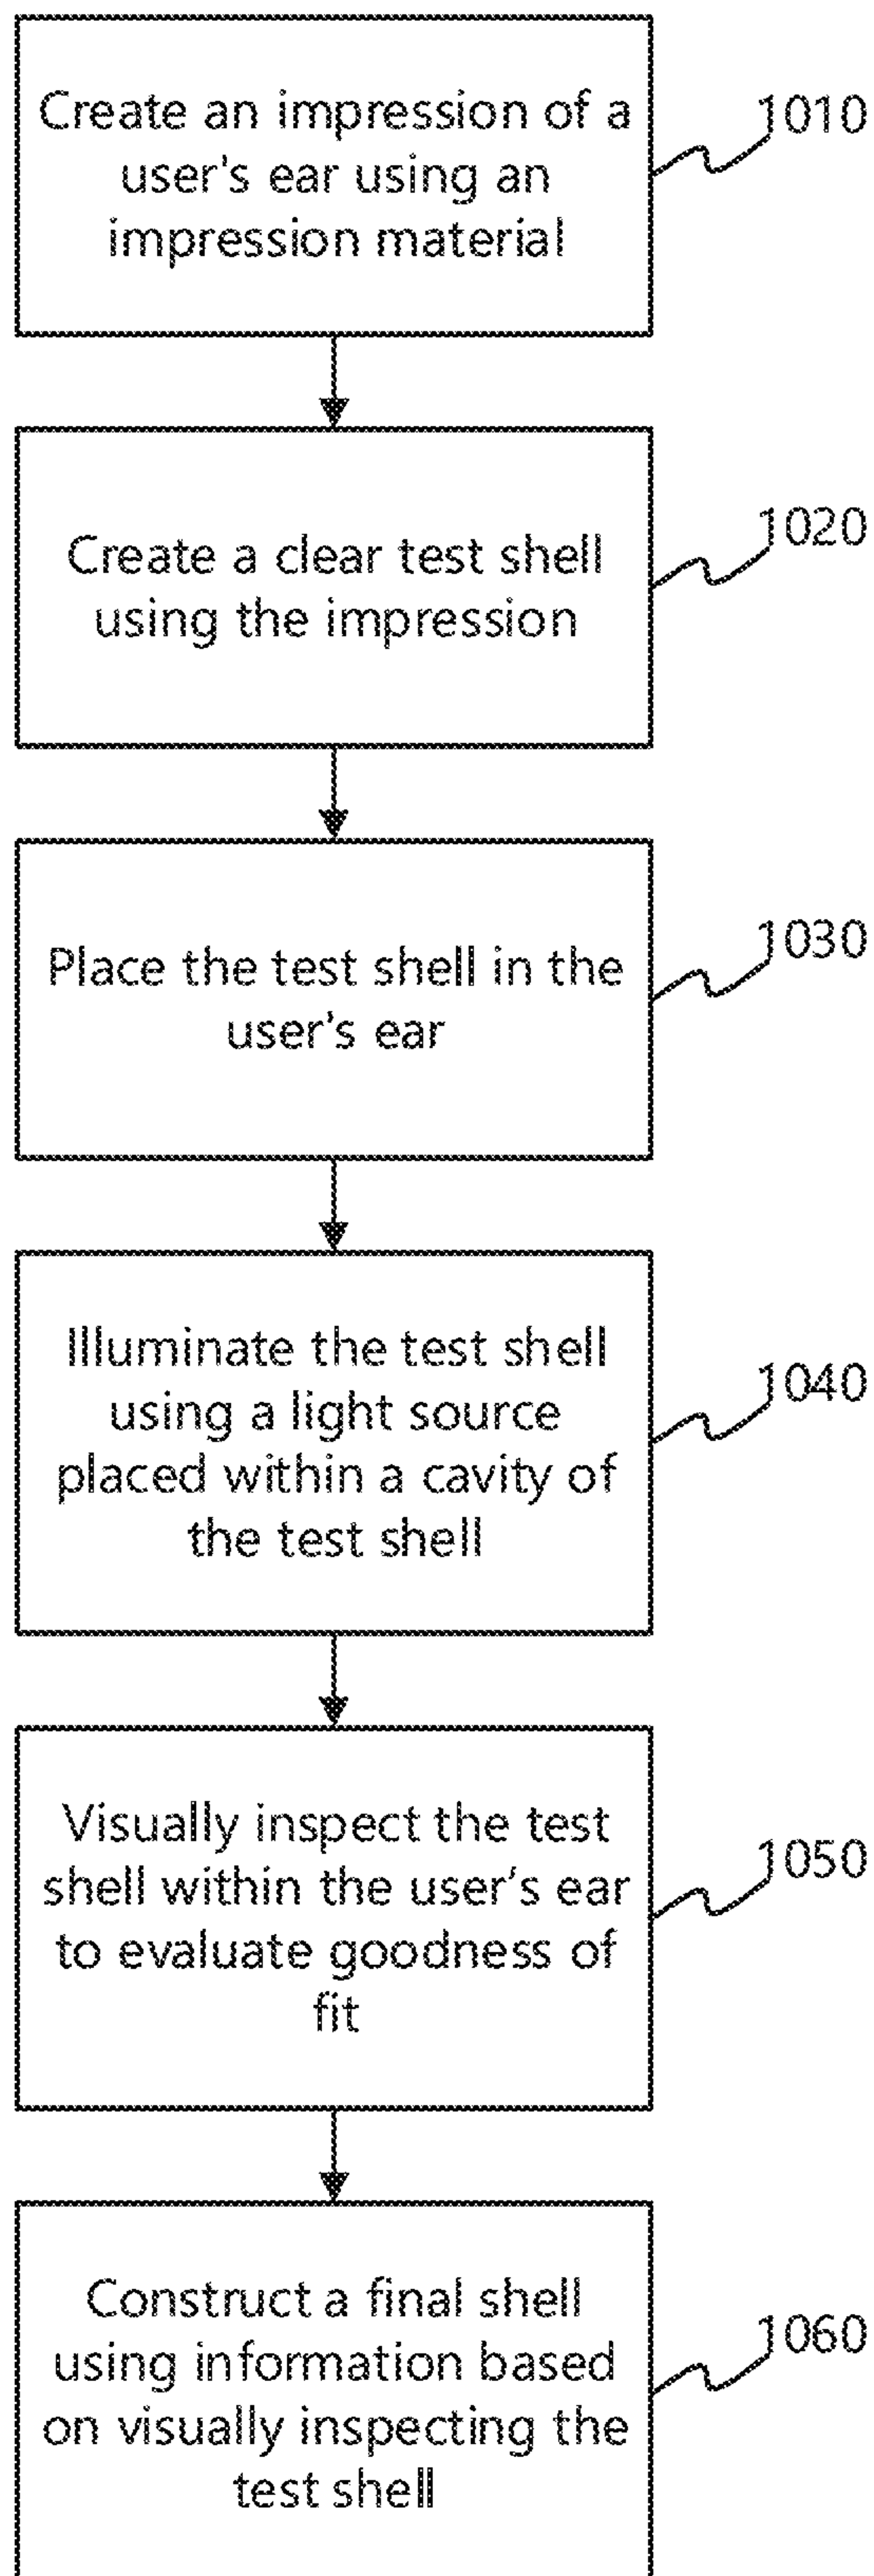 Create an impression of a
user's ear using an
impression material
1010
Create a clear test shell
using the impression
1020
Place the test shell in the
user's ear
1030
Illuminate the test shell
using a light source
placed within a cavity of
the test shell
1040
Visually inspect the test
shell within the user's ear
to evaluate goodness of
fit
1050
Construct a final shell
using information based
on visually inspecting the
test shell
1060